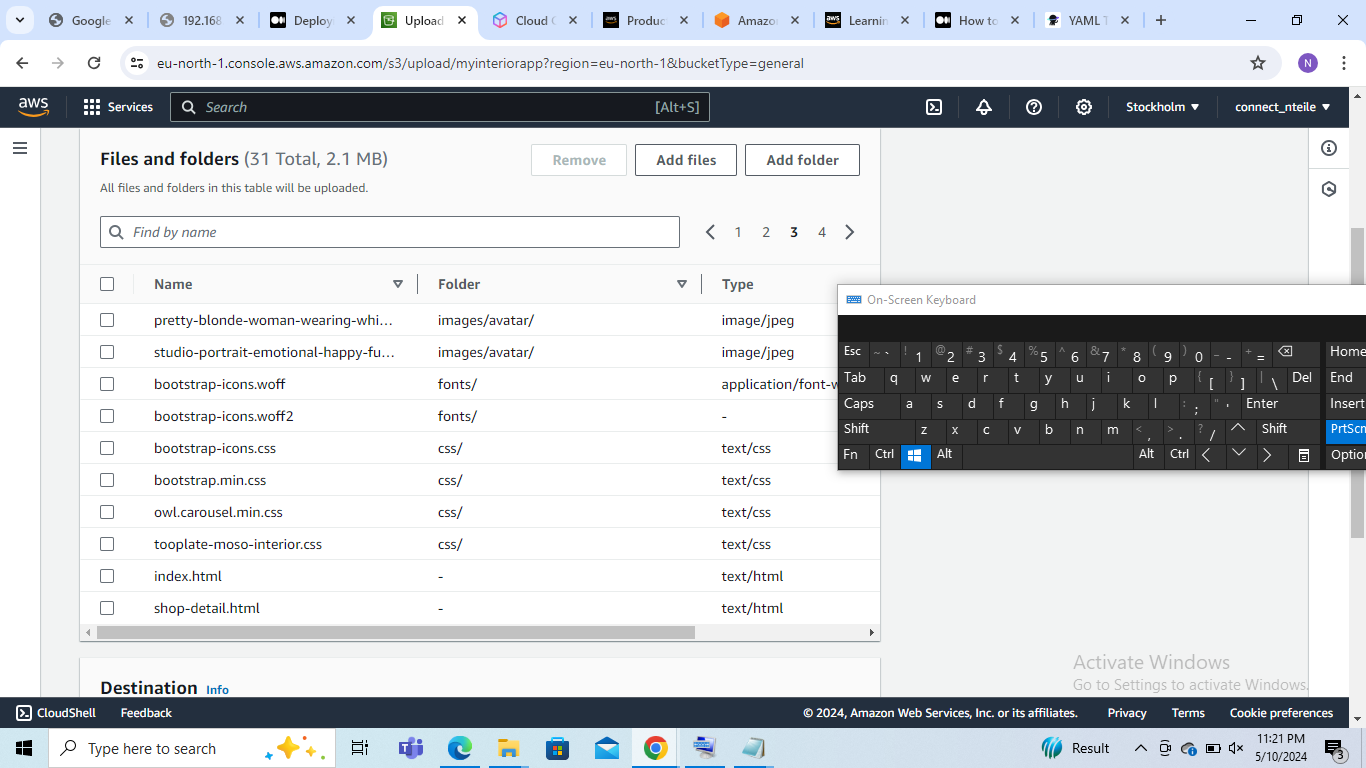 Google
192.168
Deploy
Upload
Cloud C
Produc
Amazo
Learnin
How to
YAML T
eu-north-1.console.aws.amazon.com/s3/upload/myinteriorapp?region=eu-north-1&bucketType=general
N
aws
Services
Search
[Alt+S]
Stockholm
connect_nteile
Files and folders (31 Total, 2.1 MB)
Remove
Add files
Add folder
All files and folders in this table will be uploaded.
Find by name
1 2 3 4
Name Folder Type
pretty-blonde-woman-wearing-whi... images/avatar/ image/jpeg
studio-portrait-emotional-happy-fu... images/avatar/ image/jpeg
bootstrap-icons.woff fonts/ application/font-w
bootstrap-icons.woff2 fonts/ -
bootstrap-icons.css css/ text/css
bootstrap.min.css css/ text/css
owl.carousel.min.css css/ text/css
tooplate-moso-interior.css css/ text/css
index.html - text/html
shop-detail.html - text/html
On-Screen Keyboard
Esc ~ ` ! 1 @ 2 # 3 $ 4 % 5 ^ 6 & 7 * 8 ( 9 ) 0 _ - + = Home
Tab q w e r t y u i o p { [ } ] | \ Del End
Caps a s d f g h j k l : ; " ' Enter Insert
Shift z x c v b n m < , > . ? / Shift PrtScn
Fn Ctrl Alt Alt Ctrl Optio
Destination Info
Activate Windows
Go to Settings to activate Windows.
CloudShell
Feedback
© 2024, Amazon Web Services, Inc. or its affiliates.
Privacy
Terms
Cookie preferences
Type here to search
Result
11:21 PM
5/10/2024
3